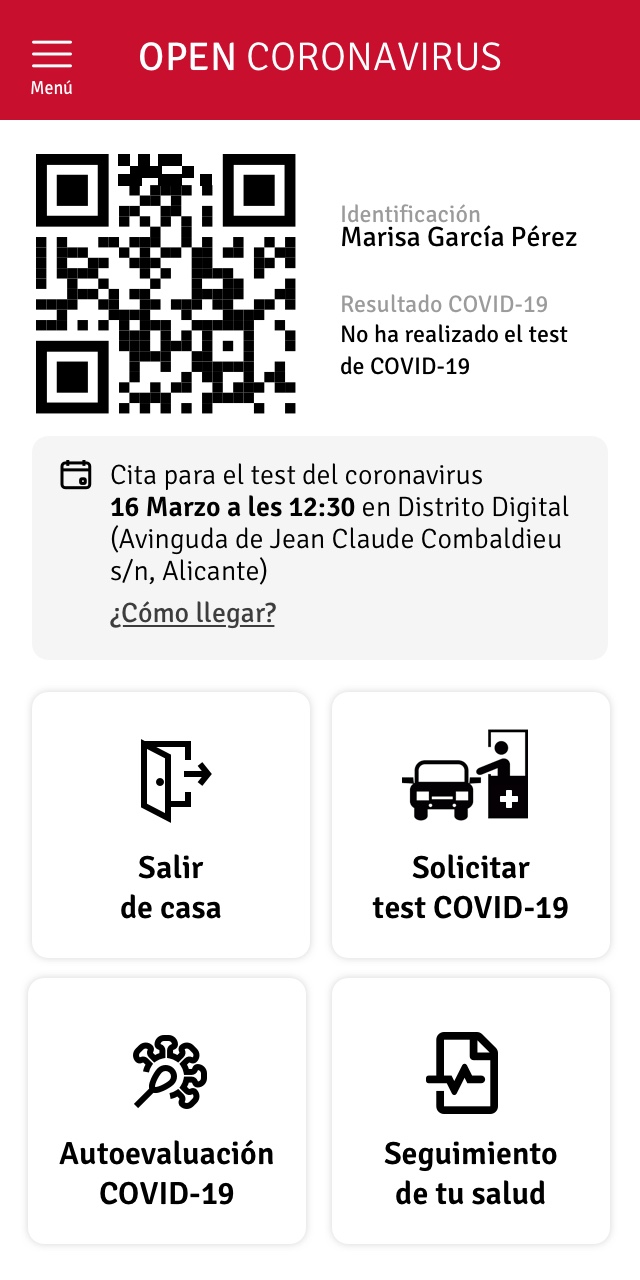 OPEN CORONAVIRUS
Menú
Identificación
Marisa García Pérez
Resultado COVID-19
No ha realizado el test
de COVID-19
Cita para el test del coronavirus
16 Marzo a les 12:30 en Distrito Digital
(Avinguda de Jean Claude Combaldieu
s/n, Alicante)
¿Cómo llegar?
Salir
de casa
Solicitar
test COVID-19
Autoevaluación
COVID-19
Seguimiento
de tu salud